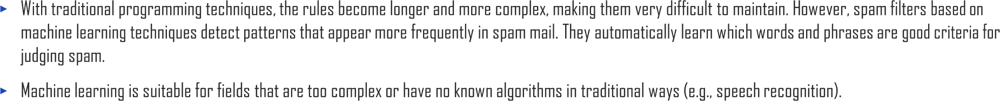 ▸ With traditional programming techniques, the rules become longer and more complex, making them very difficult to maintain. However, spam filters based on
machine learning techniques detect patterns that appear more frequently in spam mail. They automatically learn which words and phrases are good criteria for
judging spam.
▸ Machine learning is suitable for fields that are too complex or have no known algorithms in traditional ways (e.g., speech recognition).